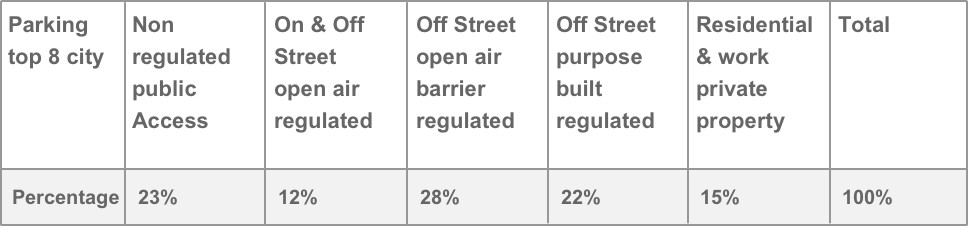 Parking top 8 city
Non regulated public Access
On & Off Street open air regulated
Off Street open air barrier regulated
Off Street purpose built regulated
Residential & work private property
Total
Percentage
23%
12%
28%
22%
15%
100%